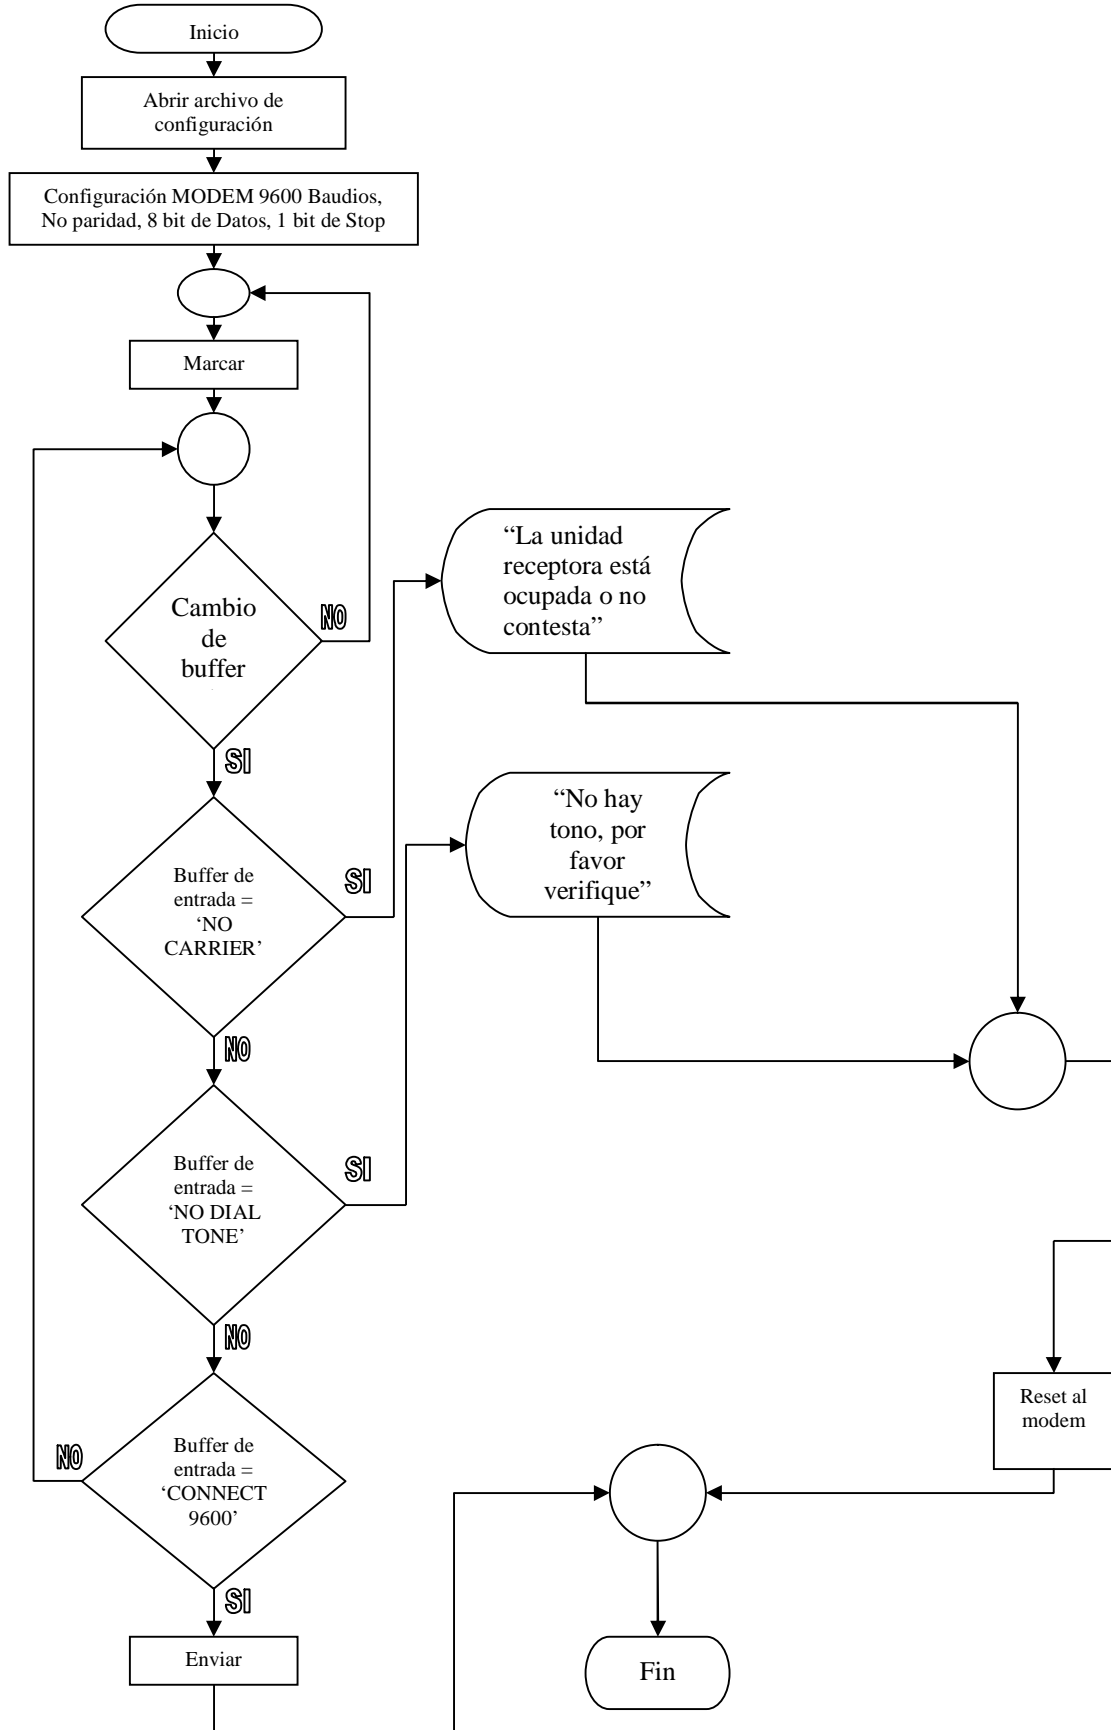 Inicio
Abrir archivo de
configuración
Configuración MODEM 9600 Baudios,
No paridad, 8 bit de Datos, 1 bit de Stop
Marcar
Cambio
de
buffer
NO
SI
“La unidad
receptora está
ocupada o no
contesta”
Buffer de
entrada =
‘NO
CARRIER’
SI
NO
“No hay
tono, por
favor
verifique”
Buffer de
entrada =
‘NO DIAL
TONE’
SI
NO
Buffer de
entrada =
‘CONNECT
9600’
NO
SI
Reset al
modem
Enviar
Fin